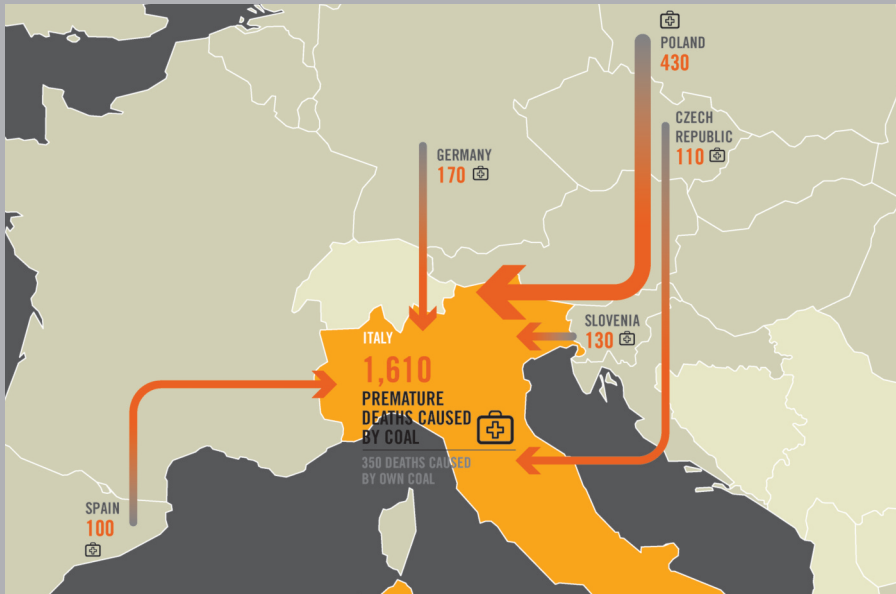 POLAND
430
CZECH
REPUBLIC
110
GERMANY
170
SLOVENIA
130
ITALY
1,610
PREMATURE
DEATHS CAUSED
BY COAL
350 DEATHS CAUSED
BY OWN COAL
SPAIN
100